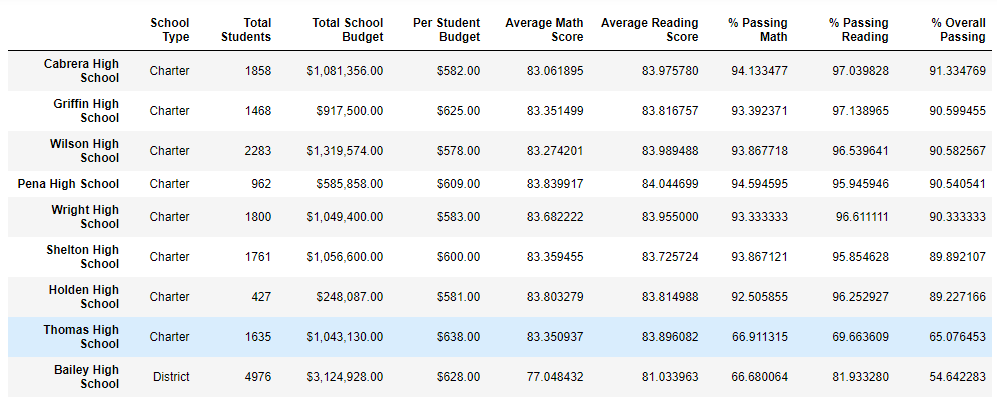 School Type Total Students Total School Budget Per Student Budget Average Math Score Average Reading Score % Passing Math % Passing Reading % Overall Passing
Cabrera High School Charter 1858 $1,081,356.00 $582.00 83.061895 83.975780 94.133477 97.039828 91.334769
Griffin High School Charter 1468 $917,500.00 $625.00 83.351499 83.816757 93.392371 97.138965 90.599455
Wilson High School Charter 2283 $1,319,574.00 $578.00 83.274201 83.989488 93.867718 96.539641 90.582567
Pena High School Charter 962 $585,858.00 $609.00 83.839917 84.044699 94.594595 95.945946 90.540541
Wright High School Charter 1800 $1,049,400.00 $583.00 83.682222 83.955000 93.333333 96.611111 90.333333
Shelton High School Charter 1761 $1,056,600.00 $600.00 83.359455 83.725724 93.867121 95.854628 89.892107
Holden High School Charter 427 $248,087.00 $581.00 83.803279 83.814988 92.505855 96.252927 89.227166
Thomas High School Charter 1635 $1,043,130.00 $638.00 83.350937 83.896082 66.911315 69.663609 65.076453
Bailey High School District 4976 $3,124,928.00 $628.00 77.048432 81.033963 66.680064 81.933280 54.642283